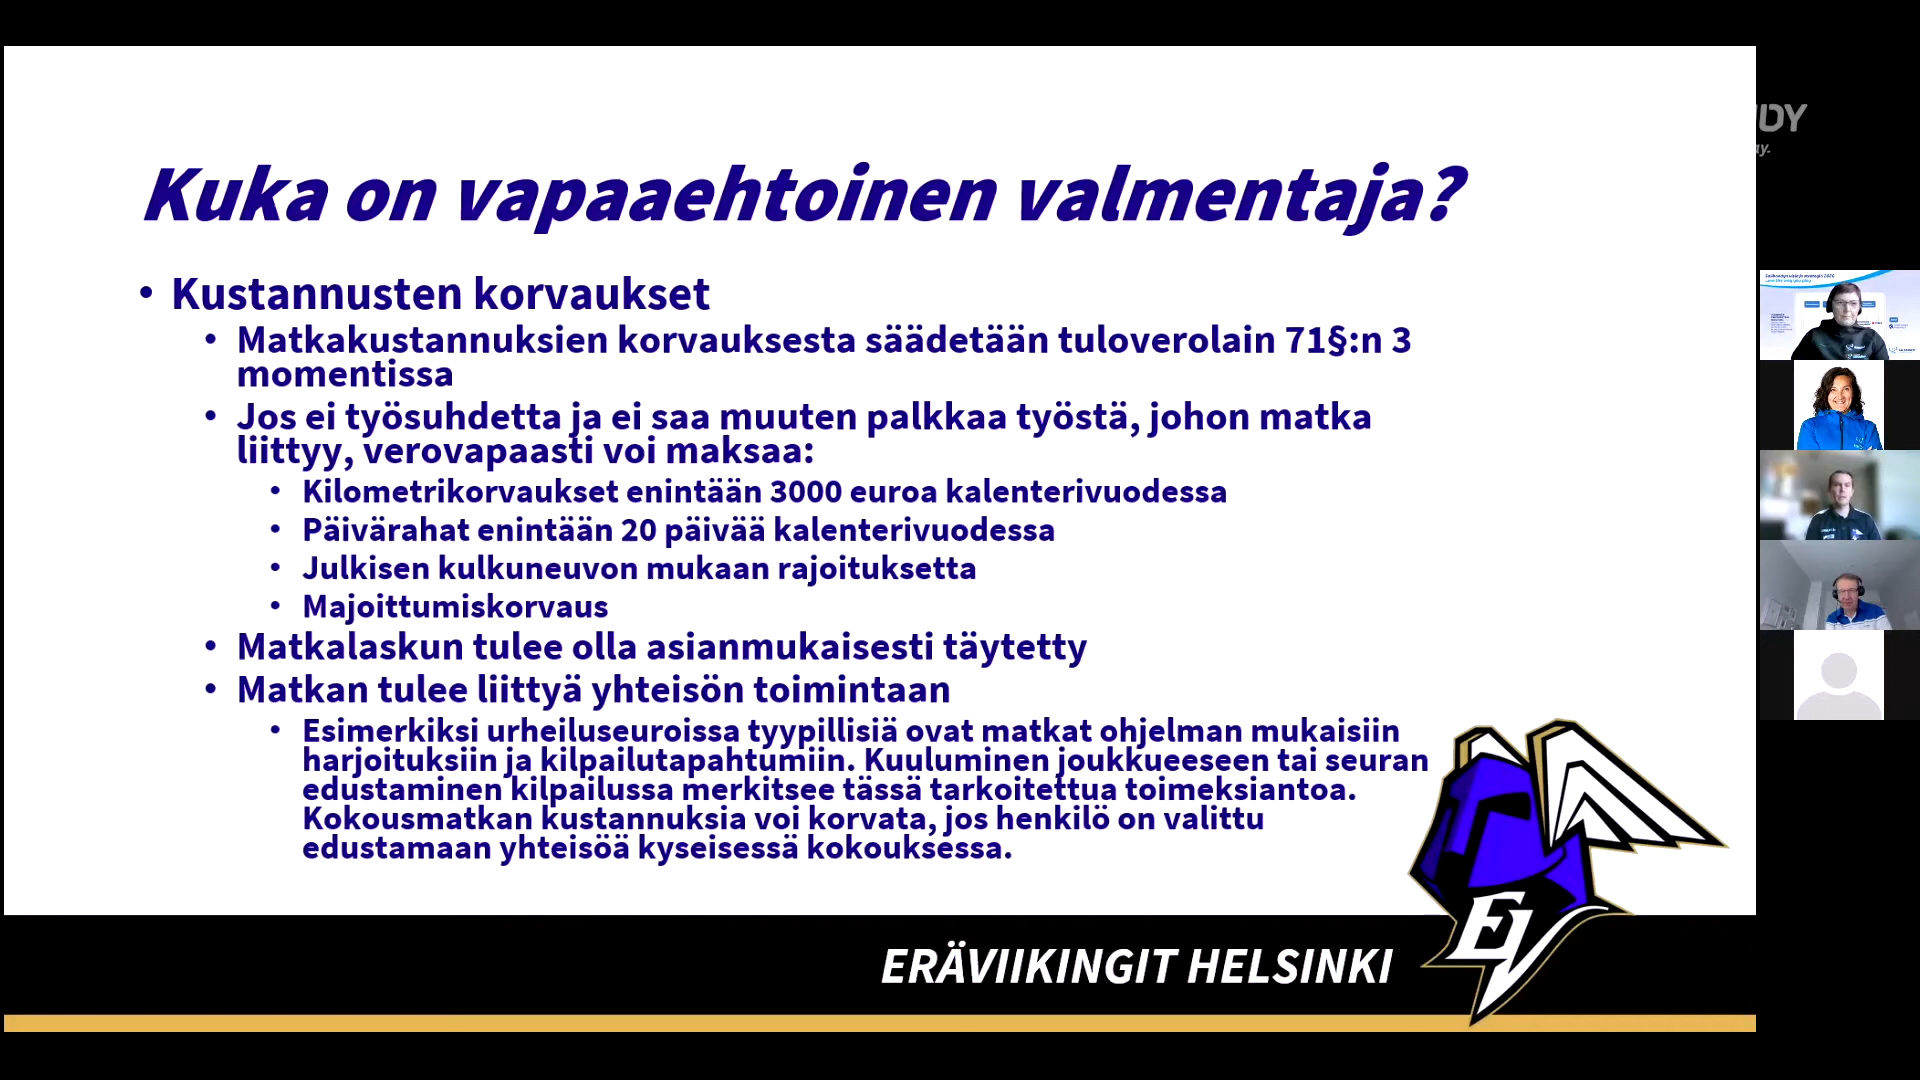 Kuka on vapaaehtoinen valmentaja?
• Kustannusten korvaukset
• Matkakustannuksien korvauksesta säädetään tuloverolain 71§:n 3
momentissa
• Jos ei työsuhdetta ja ei saa muuten palkkaa työstä, johon matka
liittyy, verovapaasti voi maksaa:
• Kilometrikorvaukset enintään 3000 euroa kalenterivuodessa
• Päivärahat enintään 20 päivää kalenterivuodessa
• Julkisen kulkuneuvon mukaan rajoituksetta
• Majoittumiskorvaus
• Matkalaskun tulee olla asianmukaisesti täytetty
• Matkan tulee liittyä yhteisön toimintaan
• Esimerkiksi urheiluseuroissa tyypillisiä ovat matkat ohjelman mukaisiin
harjoituksiin ja kilpailutapahtumiin. Kuuluminen joukkueeseen tai seuran
edustaminen kilpailussa merkitsee tässä tarkoitettua toimeksiantoa.
Kokousmatkan kustannuksia voi korvata, jos henkilö on valittu
edustamaan yhteisöä kyseisessä kokouksessa.
EV
ERÄVIIKINGIT HELSINKI